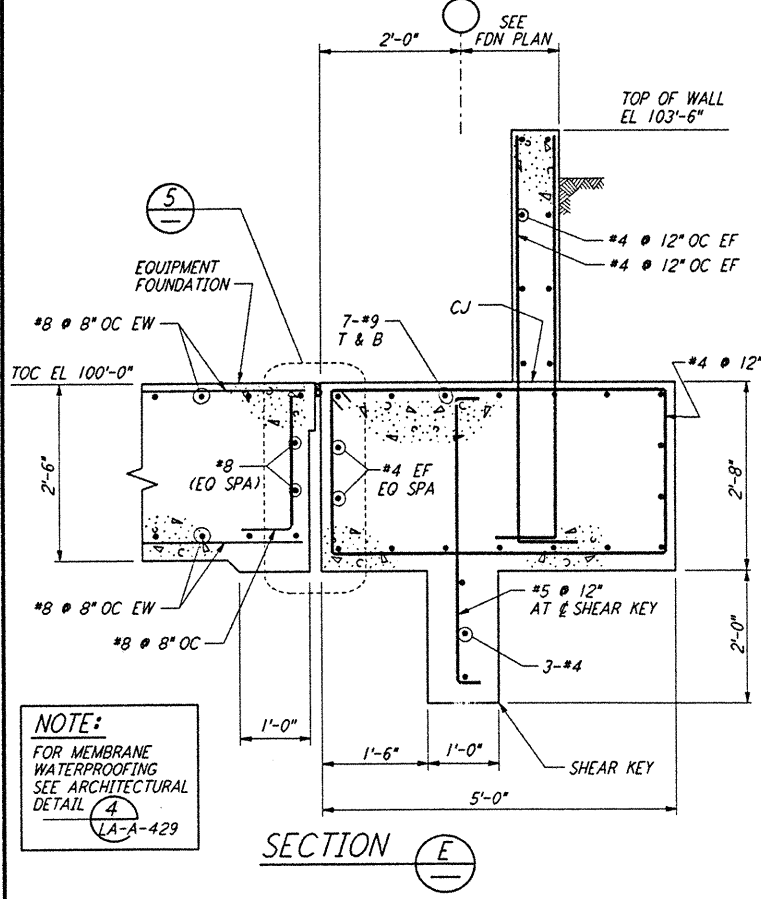 SEE
FDN PLAN
2'-0"
TOP OF WALL
EL 103'-6"
5
EQUIPMENT
FOUNDATION
#4 @ 12" OC EF
#4 @ 12" OC EF
#8 @ 8" OC EW
7-#9
T & B
CJ
TOC EL 100'-0"
#4 @ 12"
2'-6"
#8
(EQ SPA)
#4 EF
EQ SPA
2'-8"
#8 @ 8" OC EW
#5 @ 12"
AT ℄ SHEAR KEY
#8 @ 8" OC
2'-0"
3-#4
NOTE:
FOR MEMBRANE
WATERPROOFING
SEE ARCHITECTURAL
DETAIL 4
LA-A-429
1'-0"
1'-6"
1'-0"
SHEAR KEY
5'-0"
SECTION E